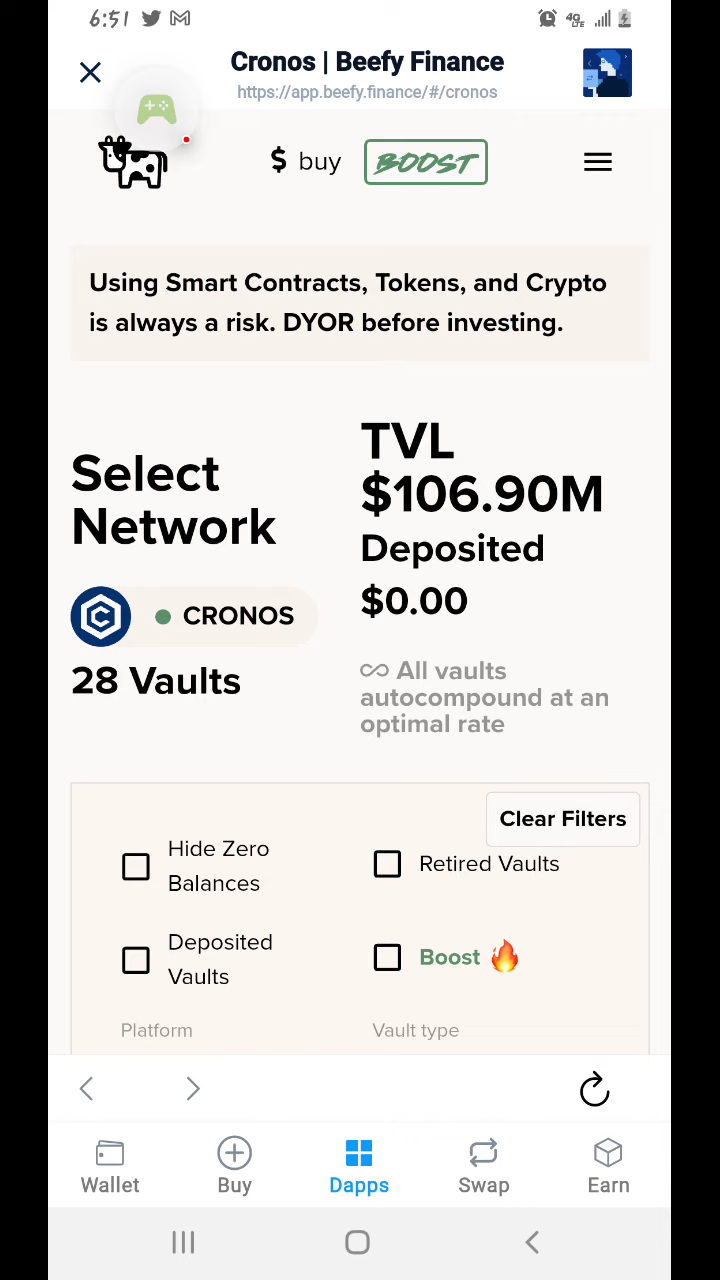 6:51
4G LTE
Cronos | Beefy Finance
https://app.beefy.finance/#/cronos
$ buy
BOOST
Using Smart Contracts, Tokens, and Crypto
is always a risk. DYOR before investing.
Select
Network
CRONOS
28 Vaults
TVL
$106.90M
Deposited
$0.00
All vaults
autocompound at an
optimal rate
Clear Filters
Hide Zero
Balances
Retired Vaults
Deposited
Vaults
Boost 🔥
Platform
Vault type
Wallet
Buy
Dapps
Swap
Earn